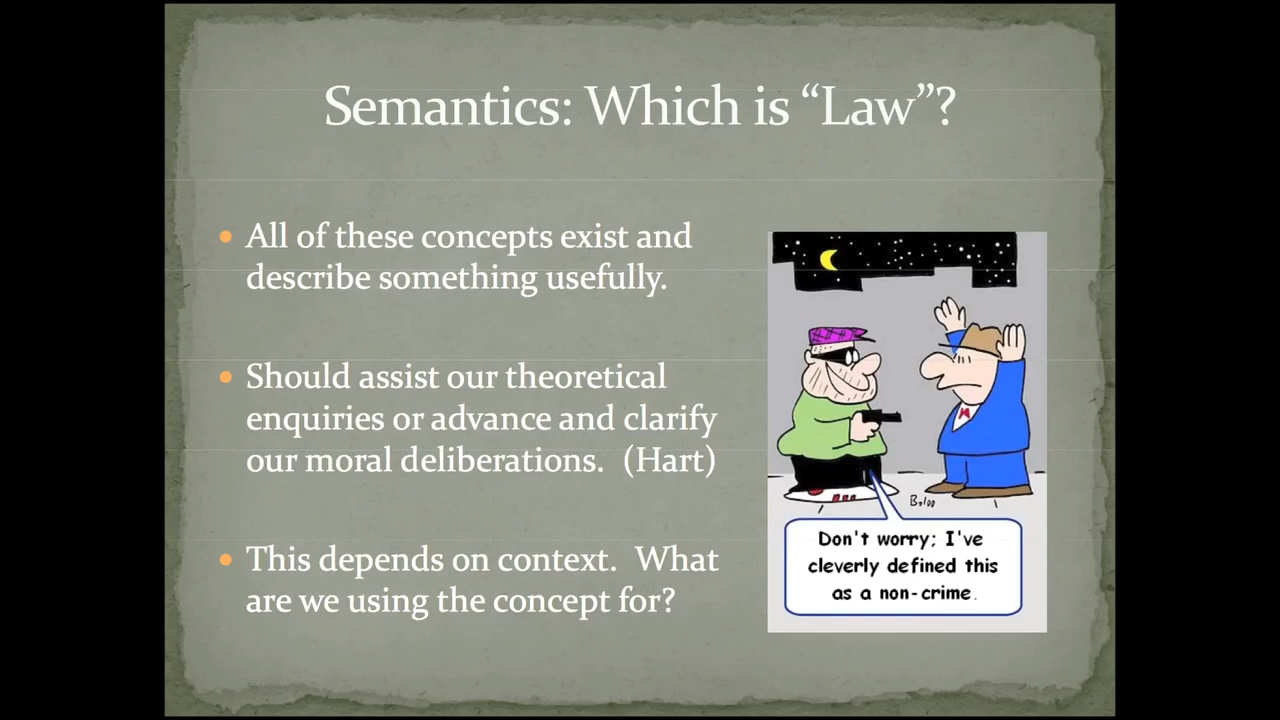 Semantics: Which is “Law”?
All of these concepts exist and
describe something usefully.
Should assist our theoretical
enquiries or advance and clarify
our moral deliberations.  (Hart)
This depends on context.  What
are we using the concept for?
Don't worry; I've
cleverly defined this
as a non-crime.